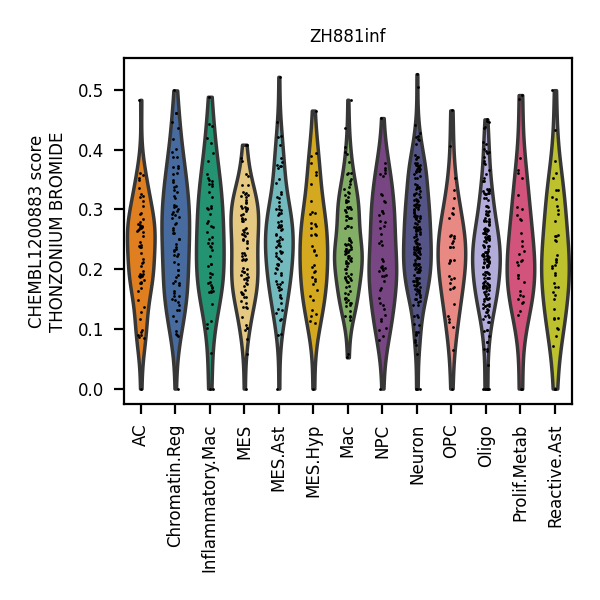 ZH881inf
CHEMBL1200883 score
THONZONIUM BROMIDE
0.5
0.4
0.3
0.2
0.1
0.0
AC
Chromatin.Reg
Inflammatory.Mac
MES
MES.Ast
MES.Hyp
Mac
NPC
Neuron
OPC
Oligo
Prolif.Metab
Reactive.Ast